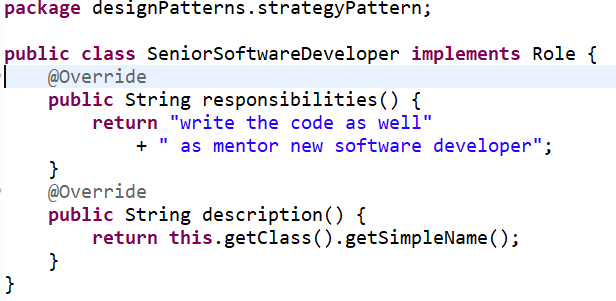 package designPatterns.strategyPattern;
public class SeniorSoftwareDeveloper implements Role {
@Override
public String responsibilities() {
return "write the code as well"
+ " as mentor new software developer";
}
@Override
public String description() {
return this.getClass().getSimpleName();
}
}